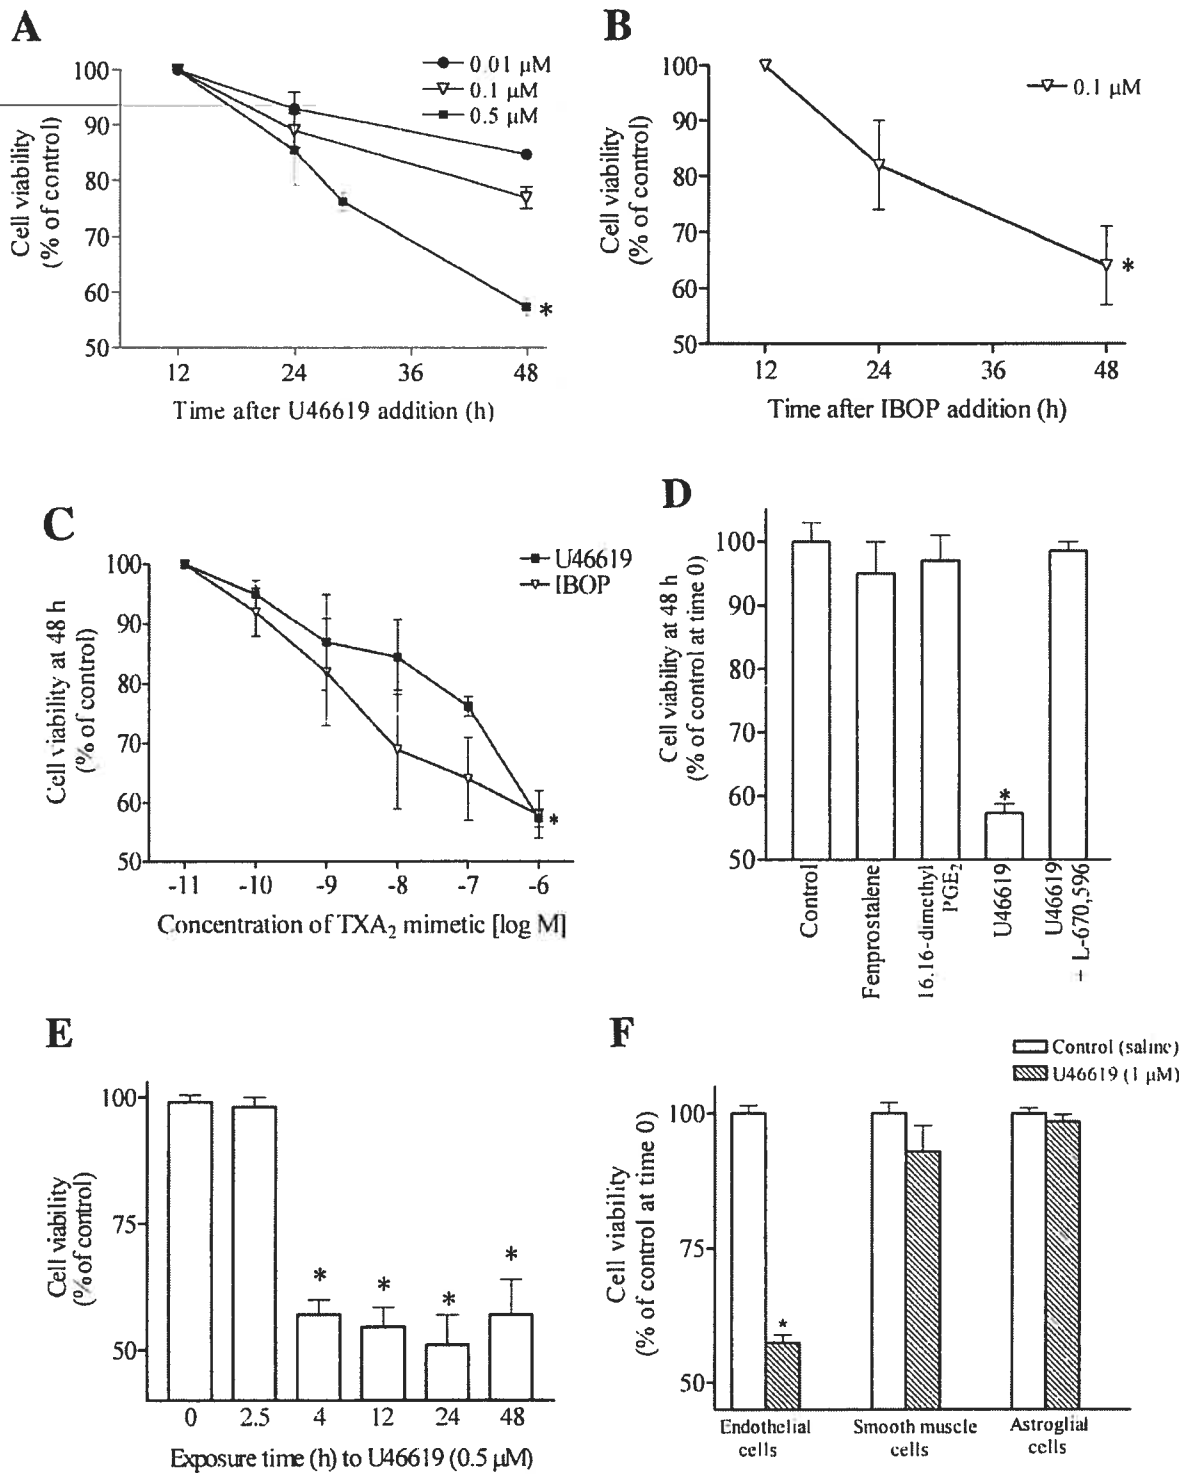 A
100
90
80
70
60
50
Cell viability
(% of control)
0.01 µM
0.1 µM
0.5 µM
*
12 24 36 48
Time after U46619 addition (h)
B
100
90
80
70
60
50
Cell viability
(% of control)
0.1 µM
*
12 24 36 48
Time after IBOP addition (h)
C
100
90
80
70
60
50
Cell viability at 48 h
(% of control)
U46619
IBOP
*
-11 -10 -9 -8 -7 -6
Concentration of TXA₂ mimetic [log M]
D
100
90
80
70
60
50
Cell viability at 48 h
(% of control at time 0)
*
Control
Fenprostalene
16.16-dimethyl
PGE₂
U46619
U46619
+ L-670,596
E
100
75
50
Cell viability
(% of control)
* * * *
0 2.5 4 12 24 48
Exposure time (h) to U46619 (0.5 µM)
F
Control (saline)
U46619 (1 µM)
100
75
50
Cell viability
(% of control at time 0)
*
Endothelial
cells
Smooth muscle
cells
Astroglial
cells